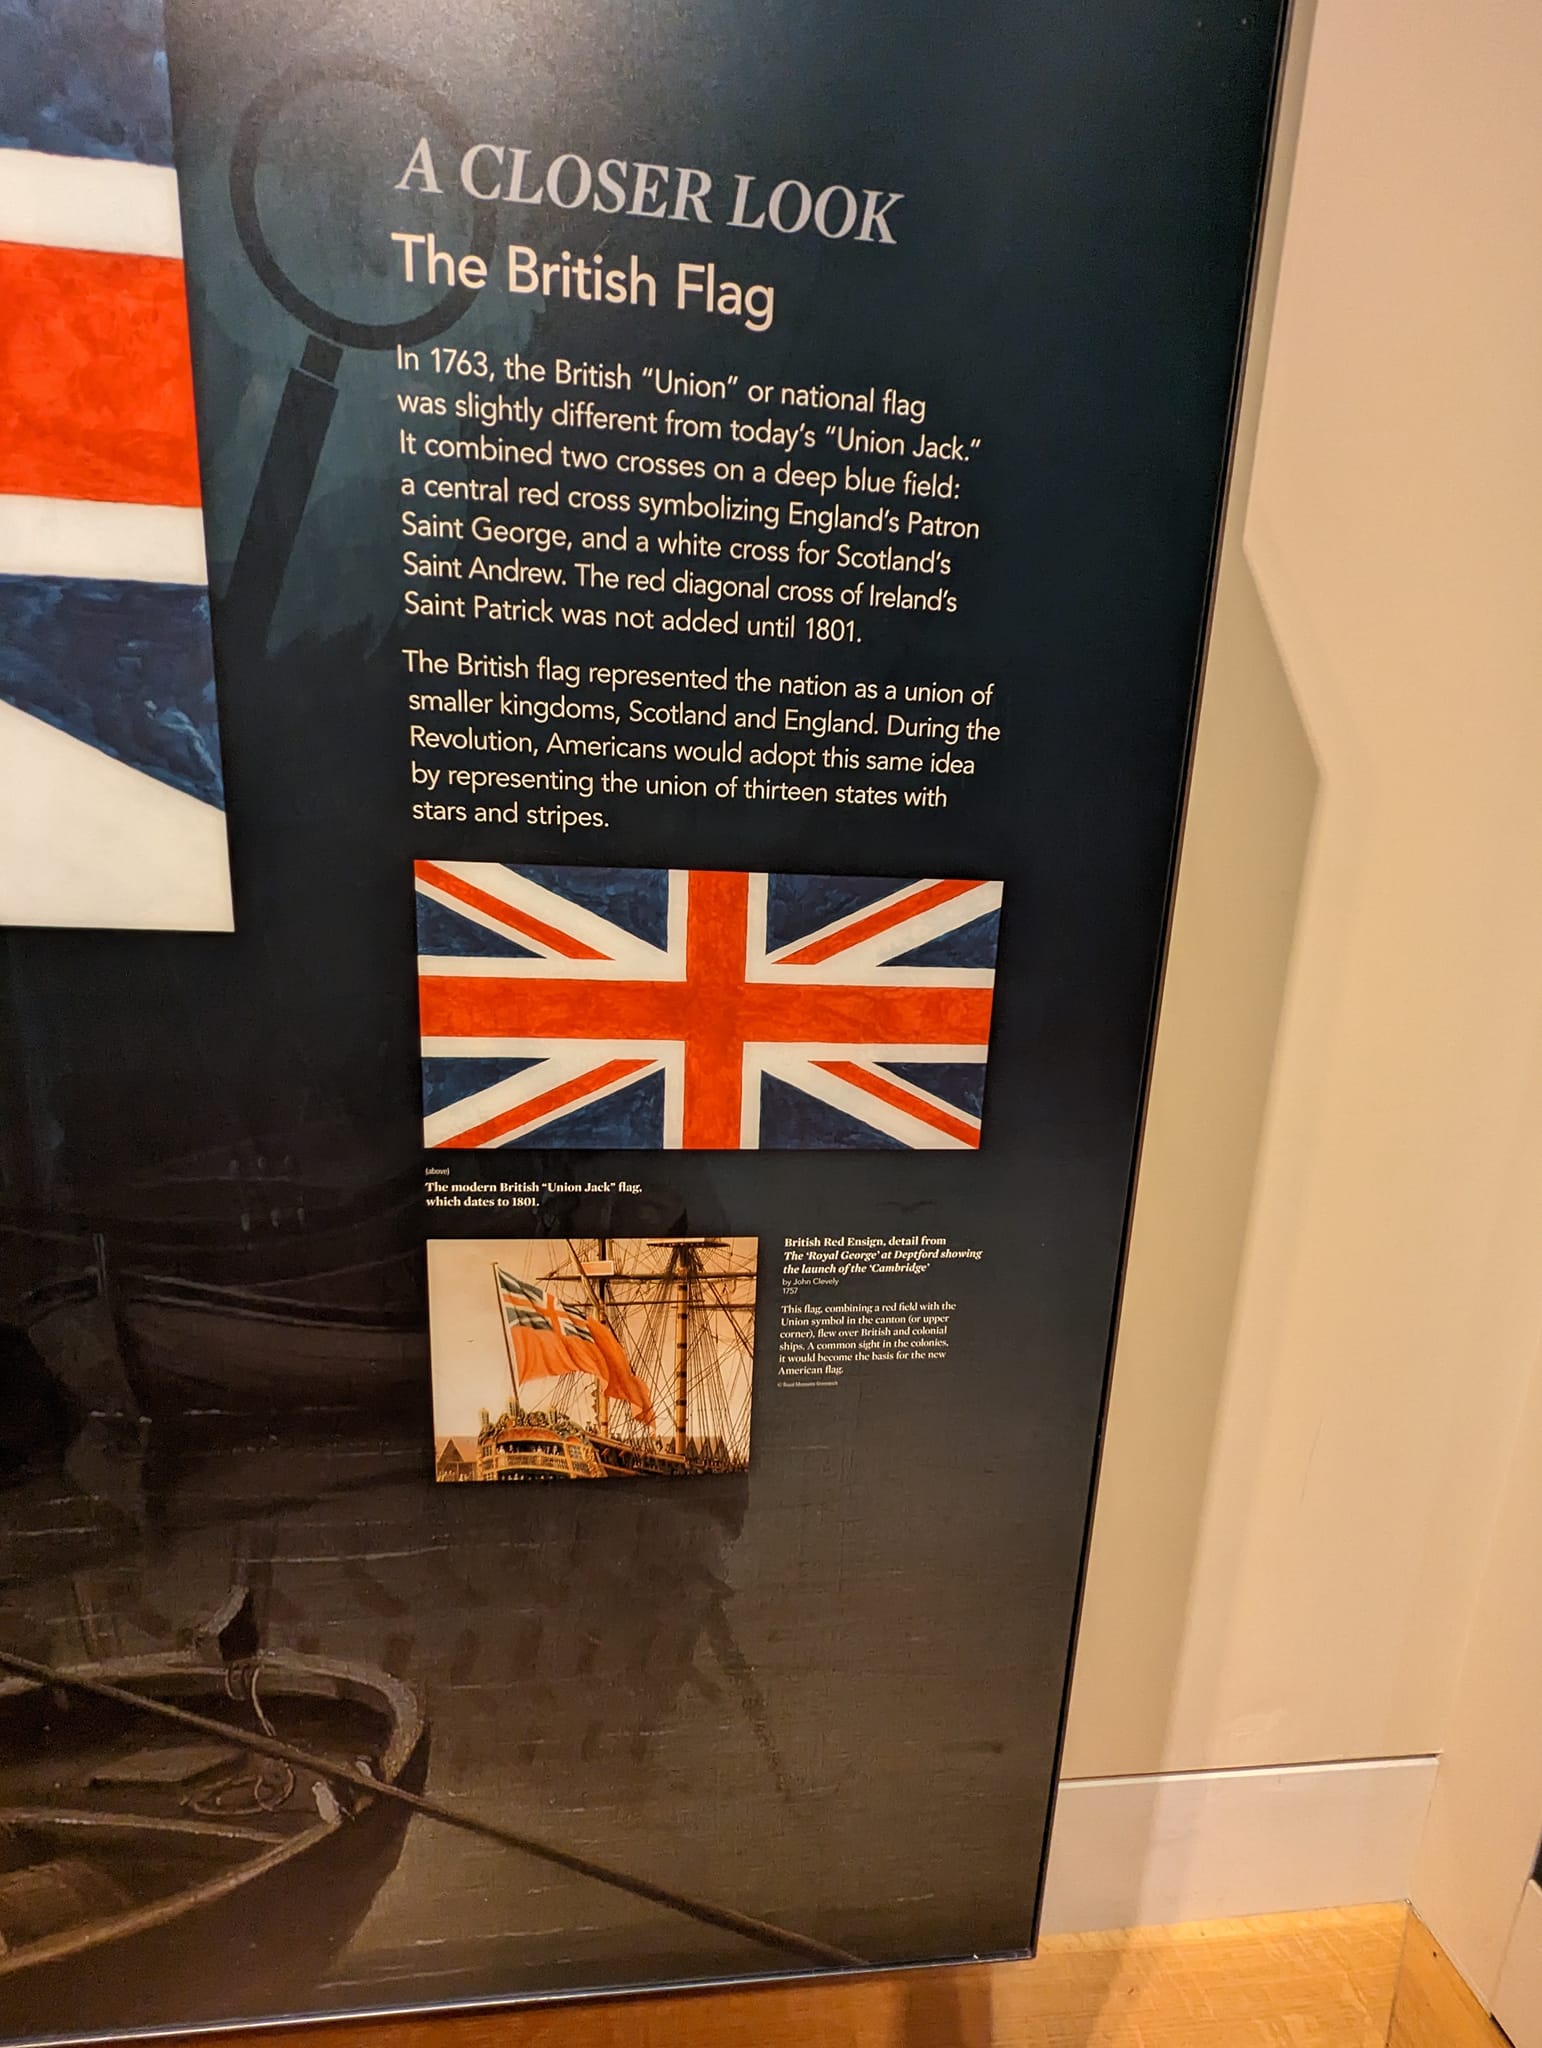 A CLOSER LOOK
The British Flag
In 1763, the British “Union” or national flag
was slightly different from today’s “Union Jack.”
It combined two crosses on a deep blue field:
a central red cross symbolizing England’s Patron
Saint George, and a white cross for Scotland’s
Saint Andrew. The red diagonal cross of Ireland’s
Saint Patrick was not added until 1801.
The British flag represented the nation as a union of
smaller kingdoms, Scotland and England. During the
Revolution, Americans would adopt this same idea
by representing the union of thirteen states with
stars and stripes.
(above)
The modern British “Union Jack” flag,
which dates to 1801.
British Red Ensign, detail from
The ‘Royal George’ at Deptford showing
the launch of the ‘Cambridge’
by John Clevely
1757
This flag, combining a red field with the
Union symbol in the canton (or upper
corner), flew over British and colonial
ships. A common sight in the colonies,
it would become the basis for the new
American flag.
© Royal Museums Greenwich